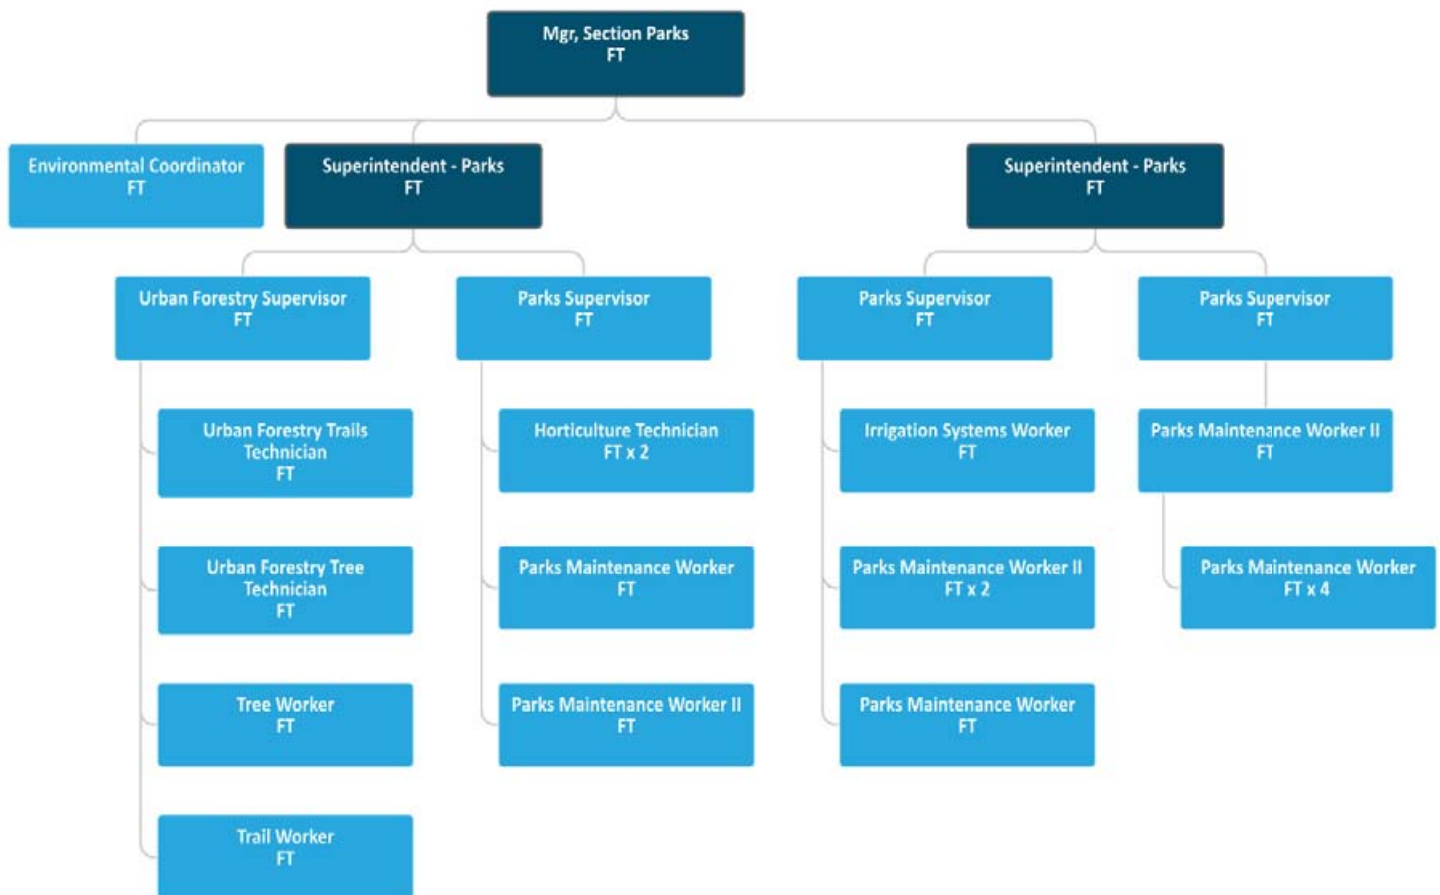 Mgr, Section Parks
FT
Environmental Coordinator
FT
Superintendent - Parks
FT
Superintendent - Parks
FT
Urban Forestry Supervisor
FT
Parks Supervisor
FT
Parks Supervisor
FT
Parks Supervisor
FT
Urban Forestry Trails
Technician
FT
Horticulture Technician
FT x 2
Irrigation Systems Worker
FT
Parks Maintenance Worker II
FT
Urban Forestry Tree
Technician
FT
Parks Maintenance Worker
FT
Parks Maintenance Worker II
FT x 2
Parks Maintenance Worker
FT x 4
Tree Worker
FT
Parks Maintenance Worker II
FT
Parks Maintenance Worker
FT
Trail Worker
FT